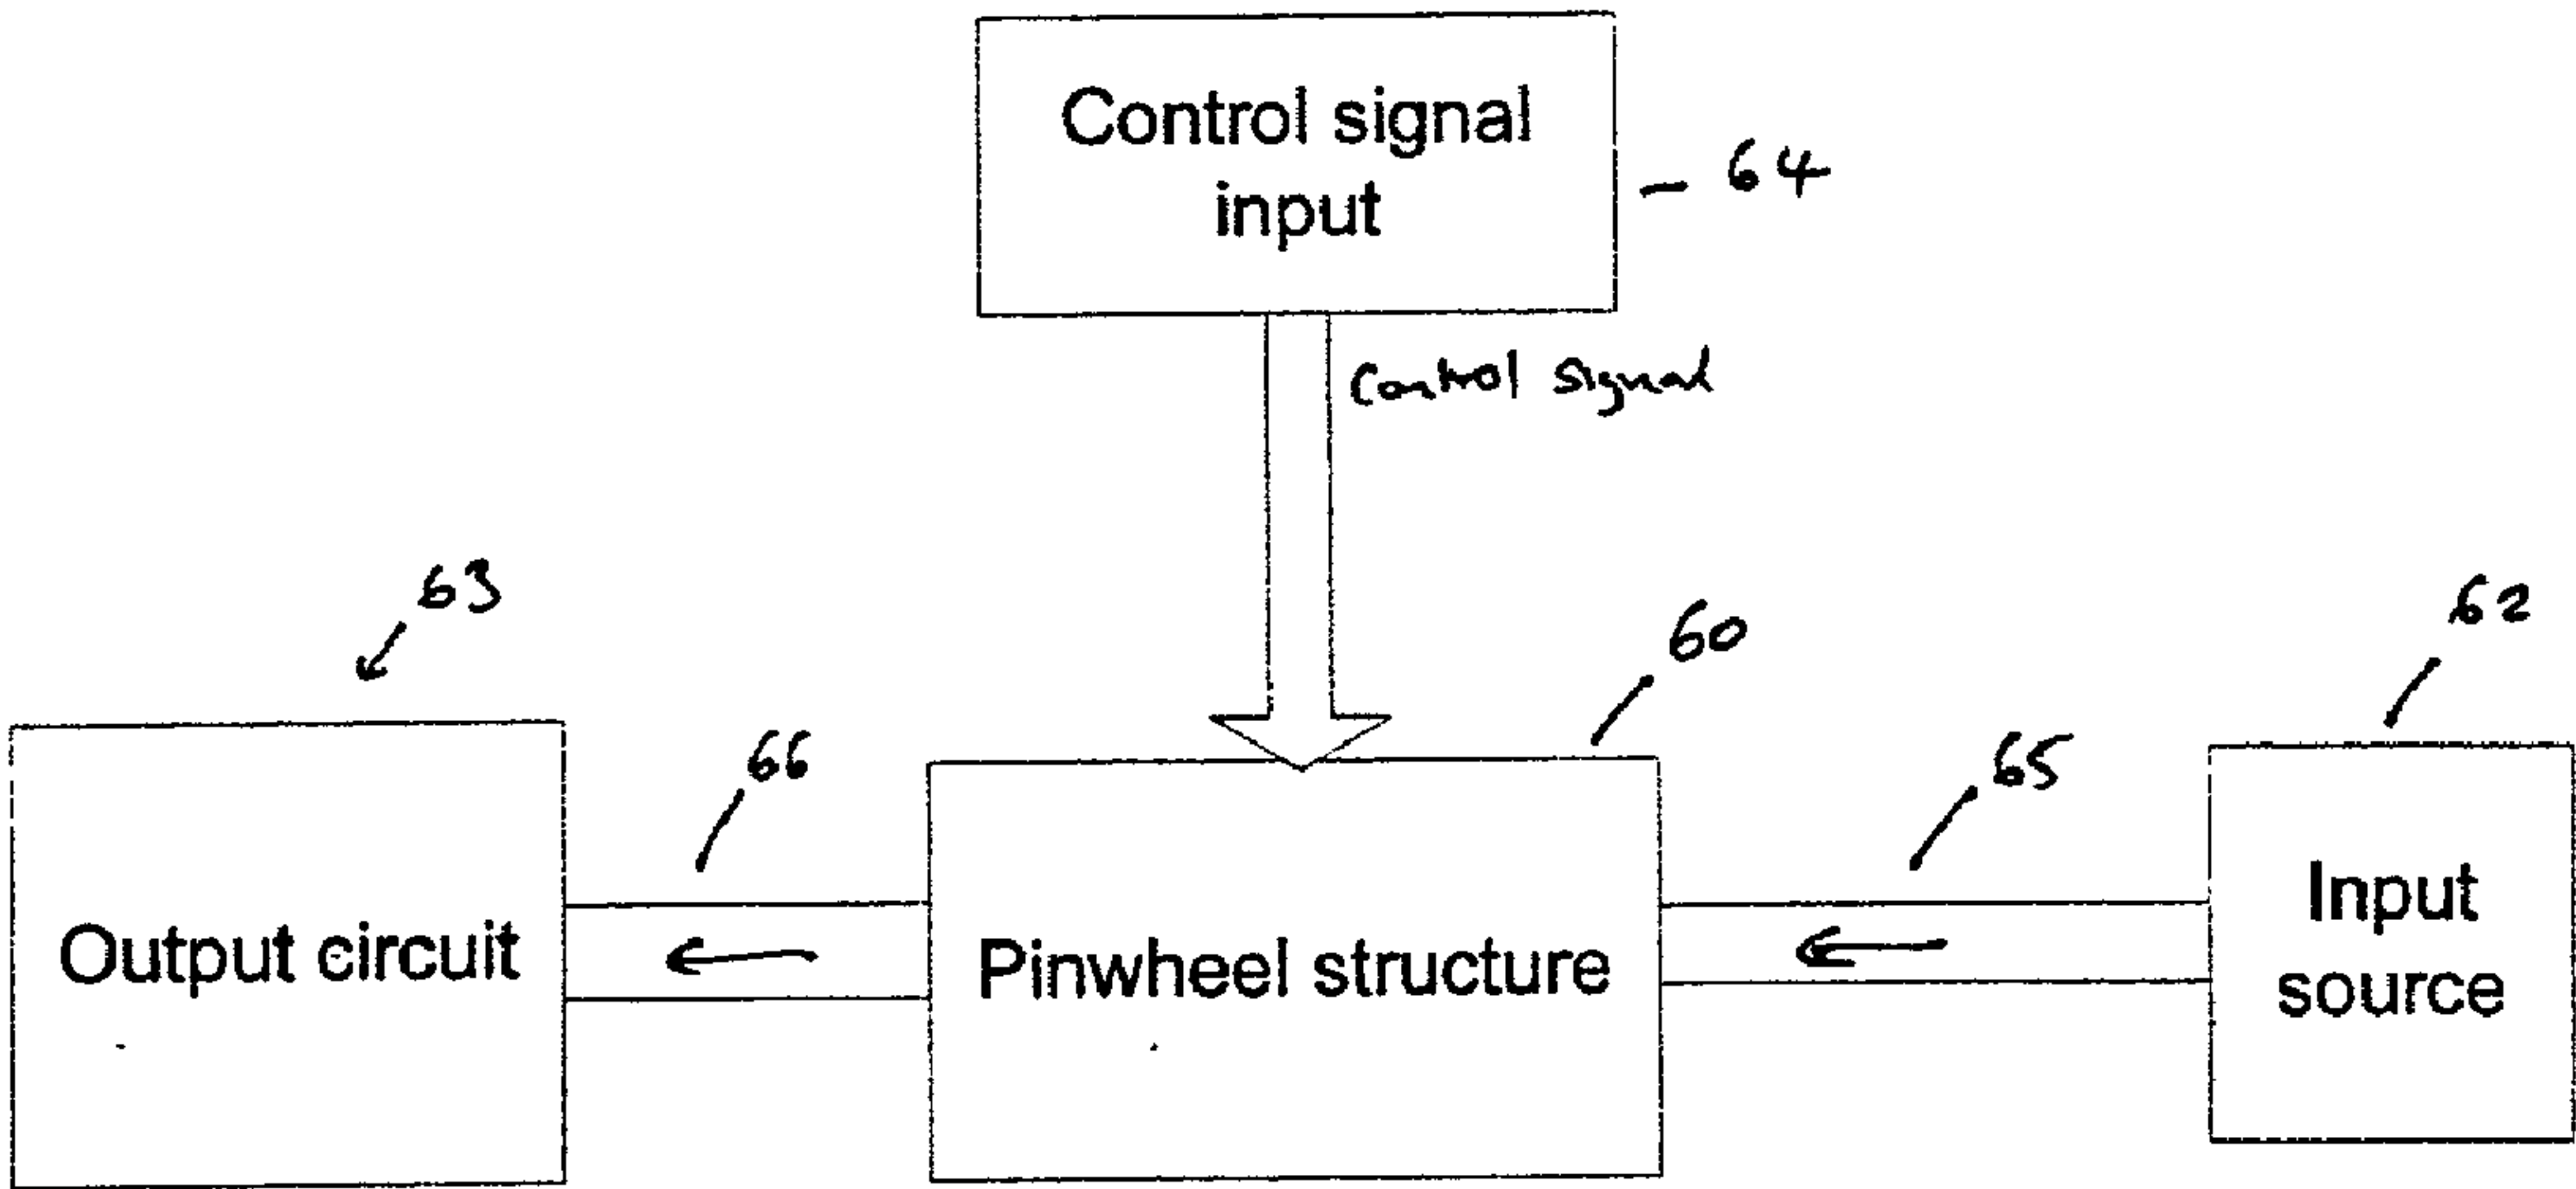 Control signal
input
- 64
Control signal
63
60
62
66
65
Output circuit
Pinwheel structure
Input
source